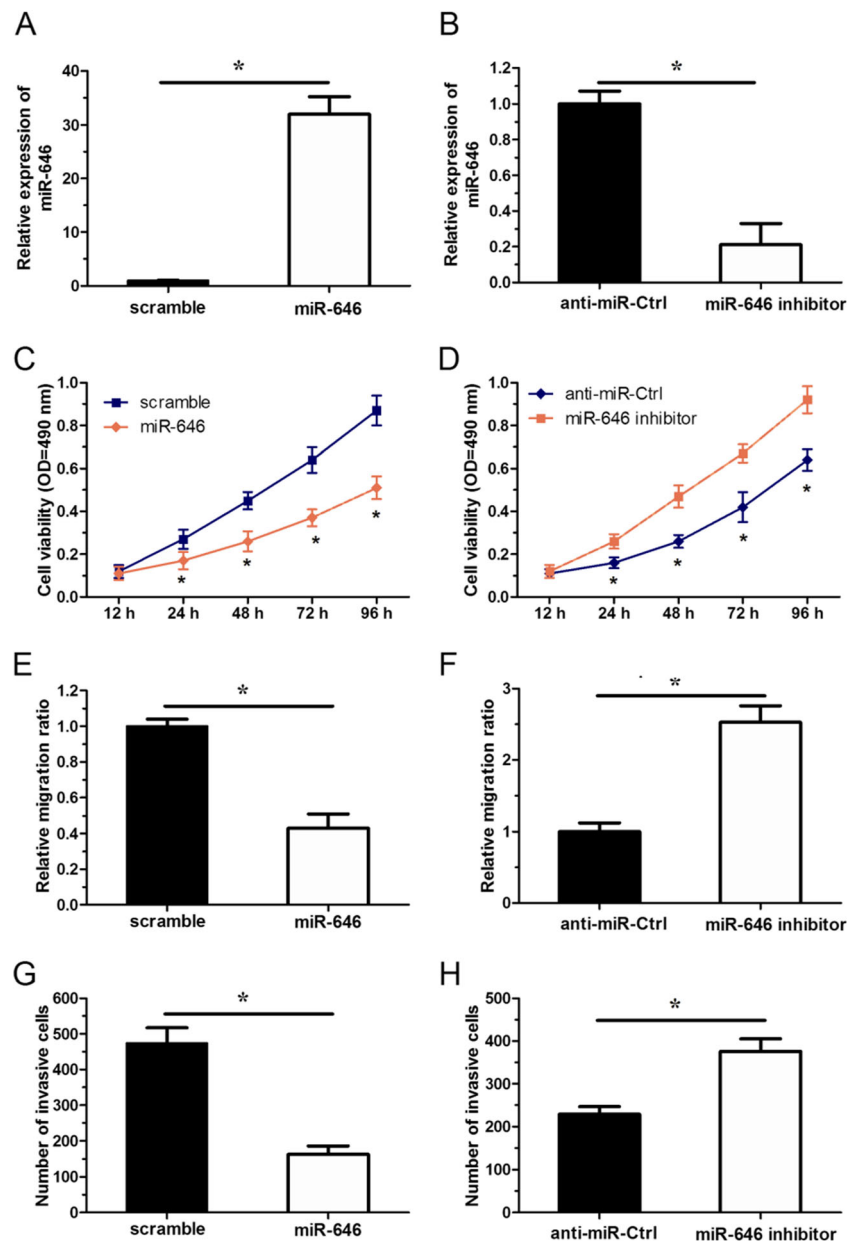 A
Relative expression of
miR-646
40
30
20
10
0
*
scramble
miR-646
B
Relative expression of
miR-646
1.2
1.0
0.8
0.6
0.4
0.2
0.0
*
anti-miR-Ctrl
miR-646 inhibitor
C
Cell viability (OD=490 nm)
1.0
0.8
0.6
0.4
0.2
0.0
scramble
miR-646
*
*
*
*
12 h
24 h
48 h
72 h
96 h
D
Cell viability (OD=490 nm)
1.0
0.8
0.6
0.4
0.2
0.0
anti-miR-Ctrl
miR-646 inhibitor
*
*
*
*
12 h
24 h
48 h
72 h
96 h
E
Relative migration ratio
1.2
1.0
0.8
0.6
0.4
0.2
0.0
*
scramble
miR-646
F
Relative migration ratio
3
2
1
0
*
anti-miR-Ctrl
miR-646 inhibitor
G
Number of invasive cells
600
500
400
300
200
100
0
*
scramble
miR-646
H
Number of invasive cells
500
400
300
200
100
0
*
anti-miR-Ctrl
miR-646 inhibitor